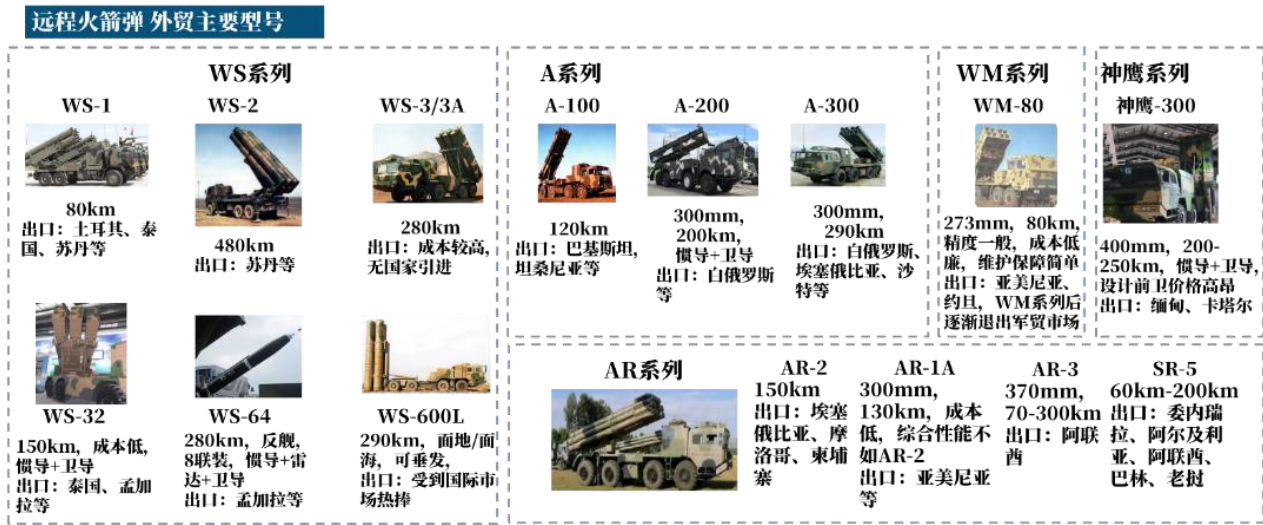 远程火箭弹 外贸主要型号
WS系列
WS-1
80km
出口：土耳其、泰
国、苏丹等
WS-2
480km
出口：苏丹等
WS-3/3A
280km
出口：成本较高，
无国家引进
WS-32
150km，成本低，
惯导+卫导
出口：泰国、孟加
拉等
WS-64
280km，反舰，
8联装，惯导+雷
达+卫导
出口：孟加拉等
WS-600L
290km，面地/面
海，可垂发，
出口：受到国际市
场热捧
A系列
A-100
120km
出口：巴基斯坦，
坦桑尼亚等
A-200
300mm，
200km，
惯导+卫导
出口：白俄罗斯
等
A-300
300mm，
290km
出口：白俄罗斯、
埃塞俄比亚、沙
特等
WM系列
WM-80
273mm，80km，
精度一般，成本低
廉，维护保障简单
出口：亚美尼亚、
约旦，WM系列后
逐渐退出军贸市场
神鹰系列
神鹰-300
400mm，200-
250km，惯导+卫导，
设计前卫价格高昂
出口：缅甸、卡塔尔
AR系列
AR-2
150km
出口：埃塞
俄比亚、摩
洛哥、柬埔
寨
AR-1A
300mm，
130km，成本
低，综合性能不
如AR-2
出口：亚美尼亚
等
AR-3
370mm，
70-300km
出口：阿联
酋
SR-5
60km-200km
出口：委内瑞
拉、阿尔及利
亚、阿联酋、
巴林、老挝